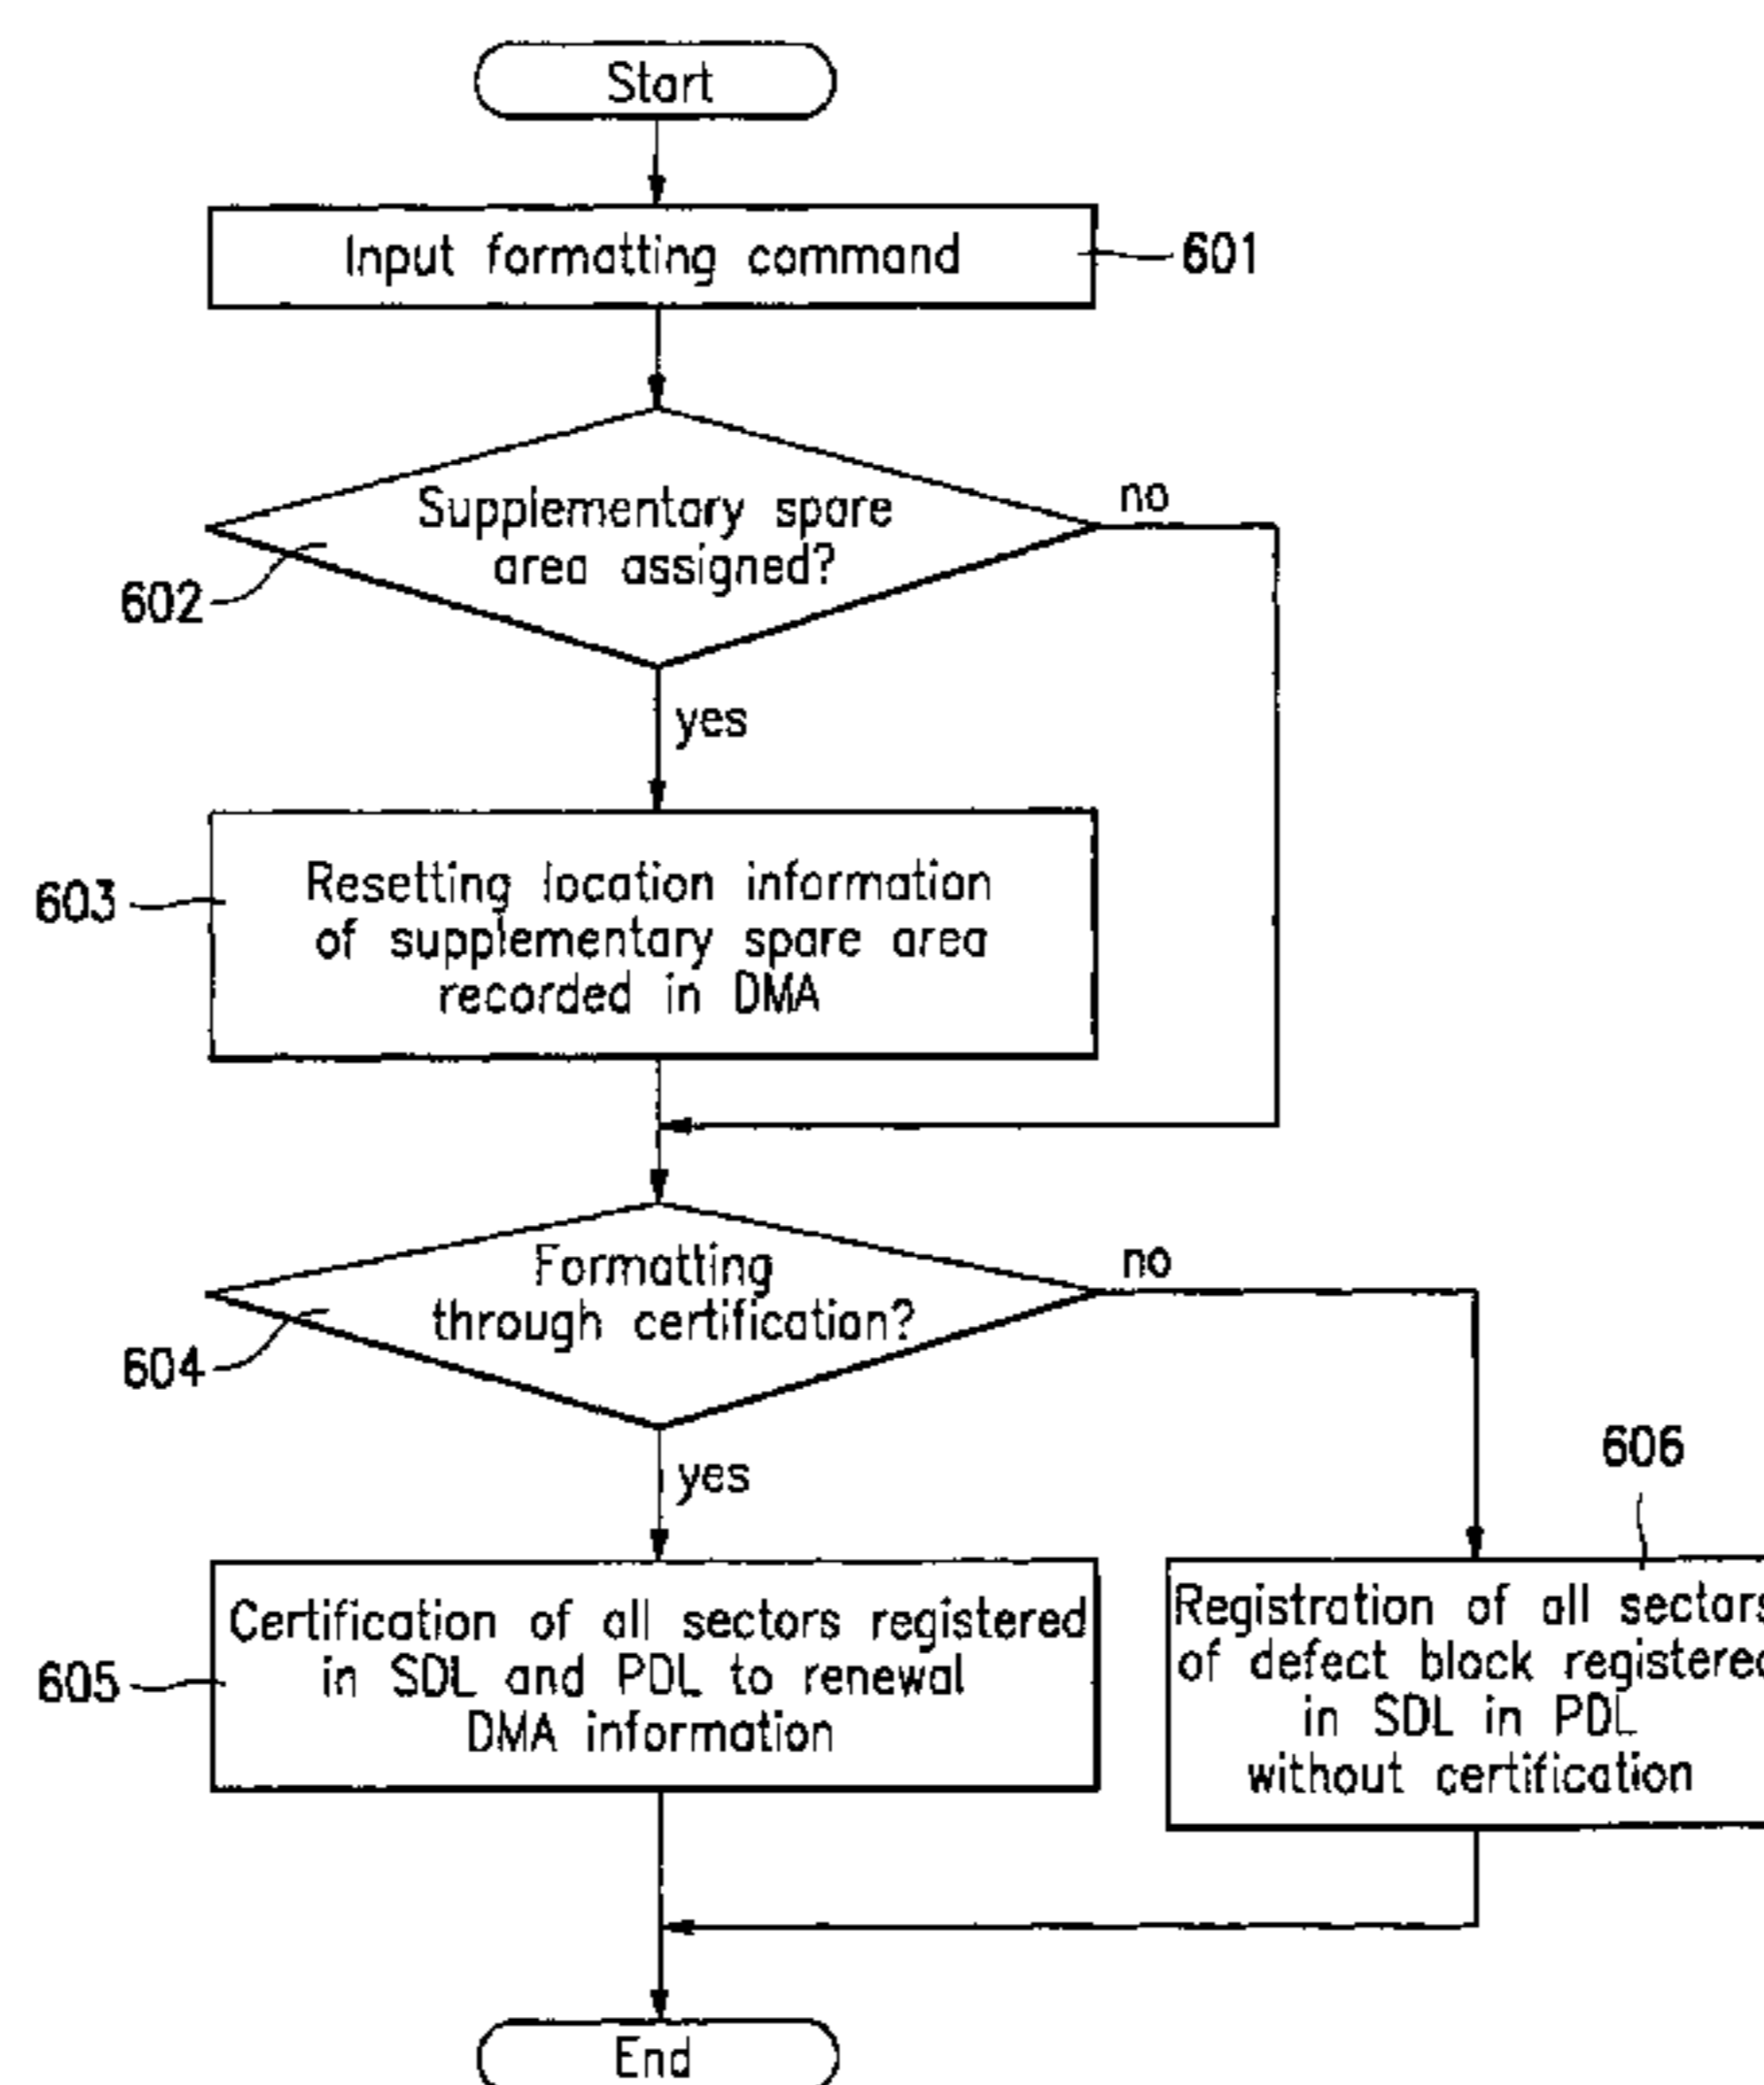 Start
Input formatting command
601
Supplementary spare
area assigned?
no
602
yes
603
Resetting location information
of supplementary spare area
recorded in DMA
Formatting
through certification?
no
604
yes
606
605
Certification of all sectors registered
in SDL and PDL to renewal
DMA information
Registration of all sectors
of defect block registered
in SDL in PDL
without certification
End